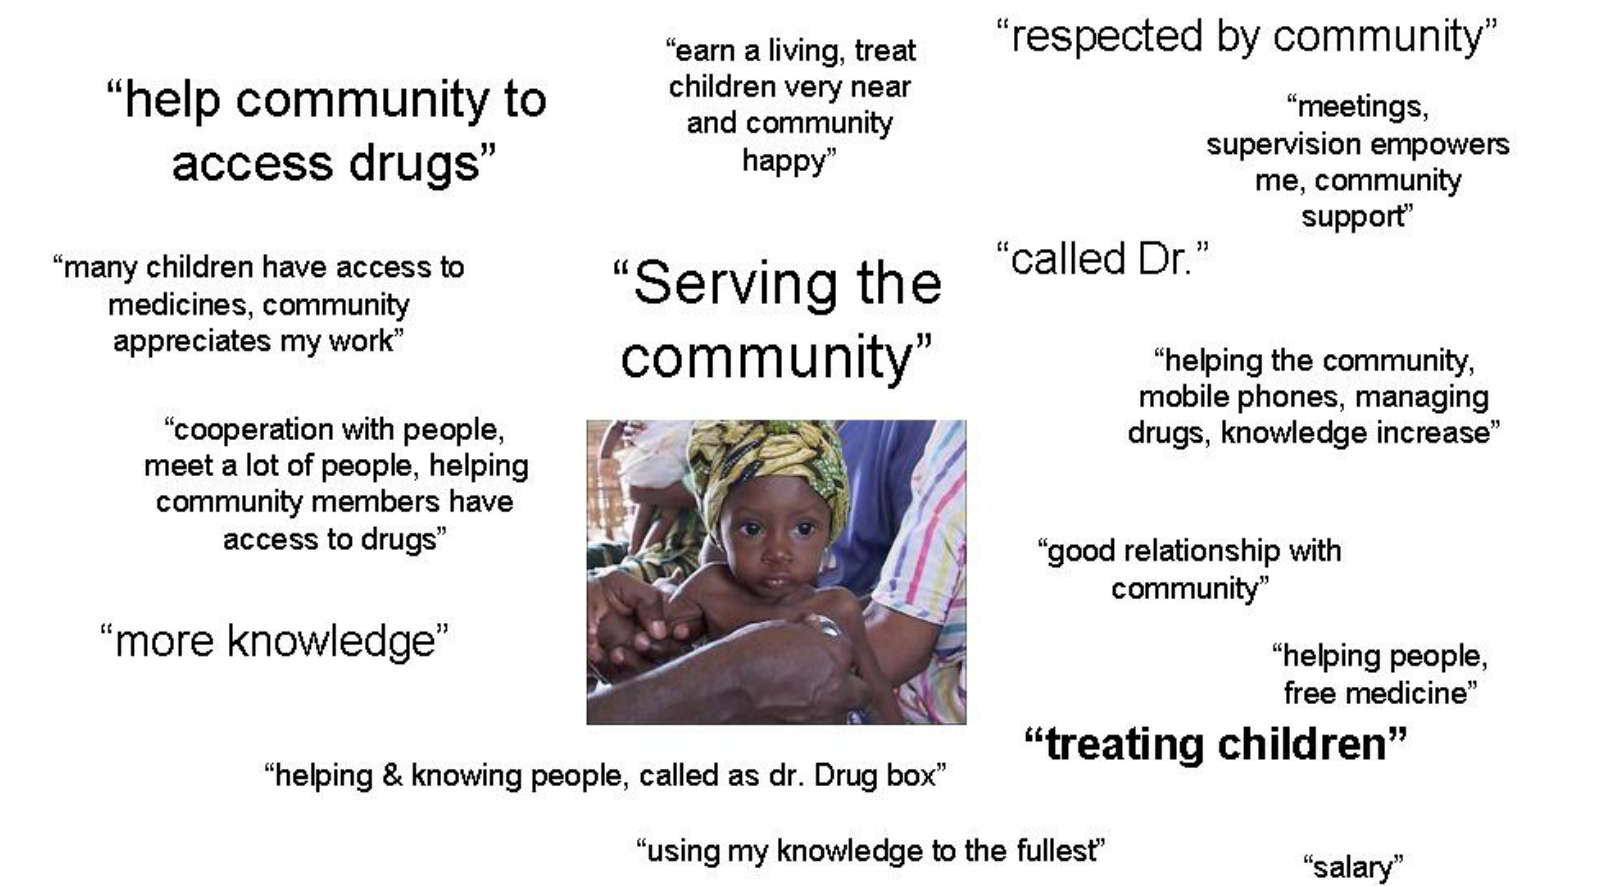 “help community to
access drugs”
“earn a living, treat
children very near
and community
happy”
“respected by community”
“meetings,
supervision empowers
me, community
support”
“many children have access to
medicines, community
appreciates my work”
“Serving the
community”
“called Dr.”
“helping the community,
mobile phones, managing
drugs, knowledge increase”
“cooperation with people,
meet a lot of people, helping
community members have
access to drugs”
“good relationship with
community”
“more knowledge”
“helping people,
free medicine”
“treating children”
“helping & knowing people, called as dr. Drug box”
“using my knowledge to the fullest”
“salary”